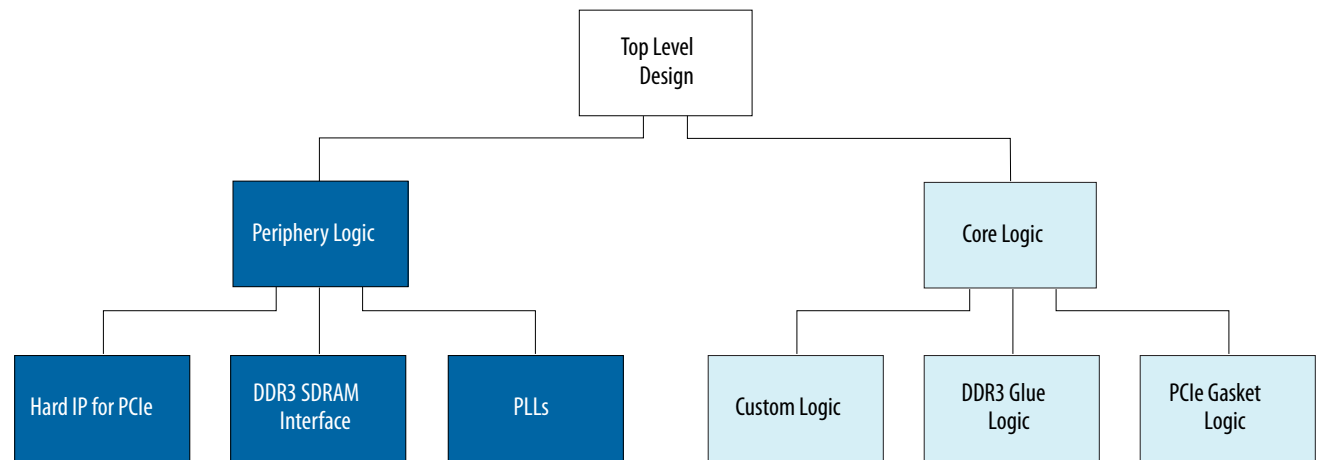 Top Level
Design
Periphery Logic
Core Logic
Hard IP for PCIe
DDR3 SDRAM
Interface
PLLs
Custom Logic
DDR3 Glue
Logic
PCIe Gasket
Logic